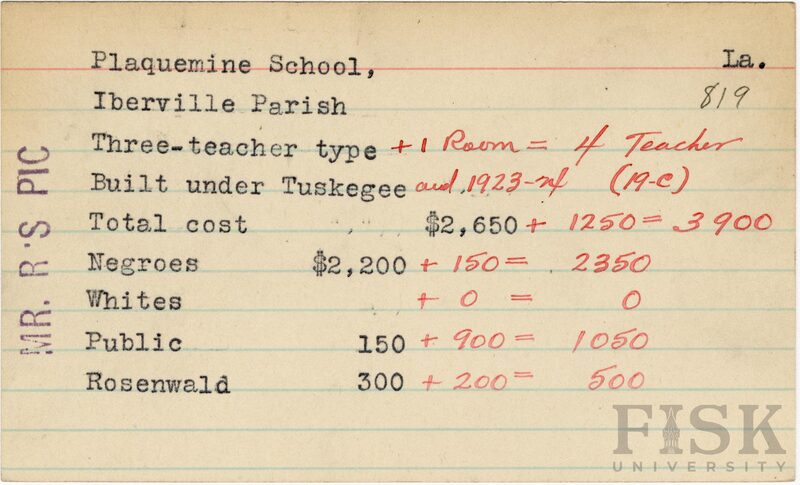 Plaquemine School, La.
819
Iberville Parish
Three-teacher type + 1 Room = 4 Teacher
Built under Tuskegee and 1923-24 (19-C)
Total cost $2,650 + 1250 = 3900
Negroes $2,200 + 150 = 2350
Whites + 0 = 0
Public 150 + 900 = 1050
Rosenwald 300 + 200 = 500
MR. R'S PIC
FISK
UNIVERSITY